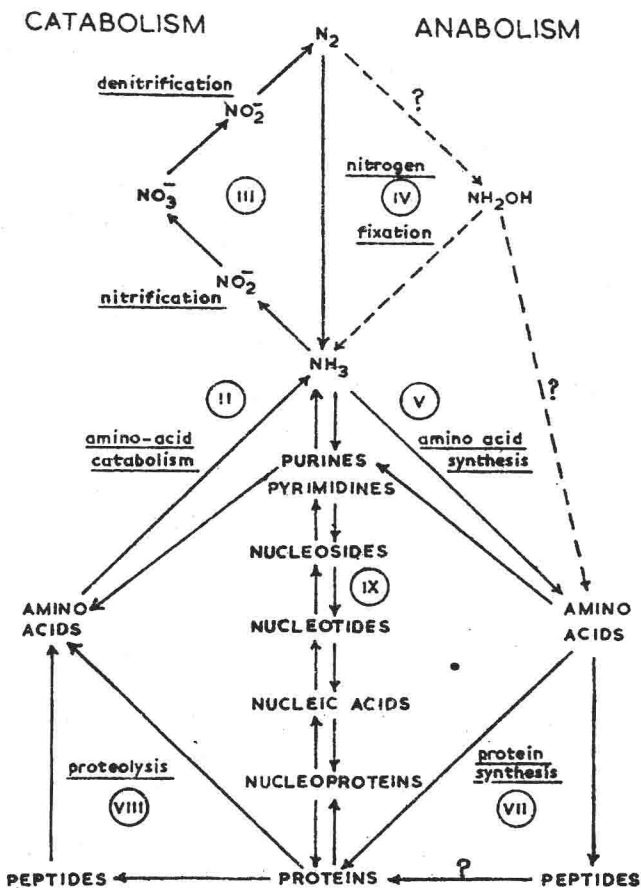 CATABOLISM
ANABOLISM
N2
denitrification
NO2−
?
nitrogen
NO3−
III
IV
NH2OH
fixation
NO2−
nitrification
NH3
II
V
amino-acid
catabolism
amino acid
synthesis
?
PURINES
PYRIMIDINES
NUCLEOSIDES
IX
AMINO
ACIDS
NUCLEOTIDES
AMINO
ACIDS
NUCLEIC ACIDS
proteolysis
VIII
NUCLEOPROTEINS
protein
synthesis
VII
PEPTIDES
PROTEINS
?
PEPTIDES